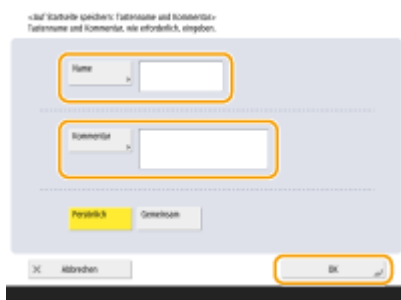 <Auf Startseite speichern: Tastenname und Kommentar>
Tastenname und Kommentar, wie erforderlich, eingeben.
Name
Kommentar
Persönlich
Gemeinsam
Abbrechen
OK